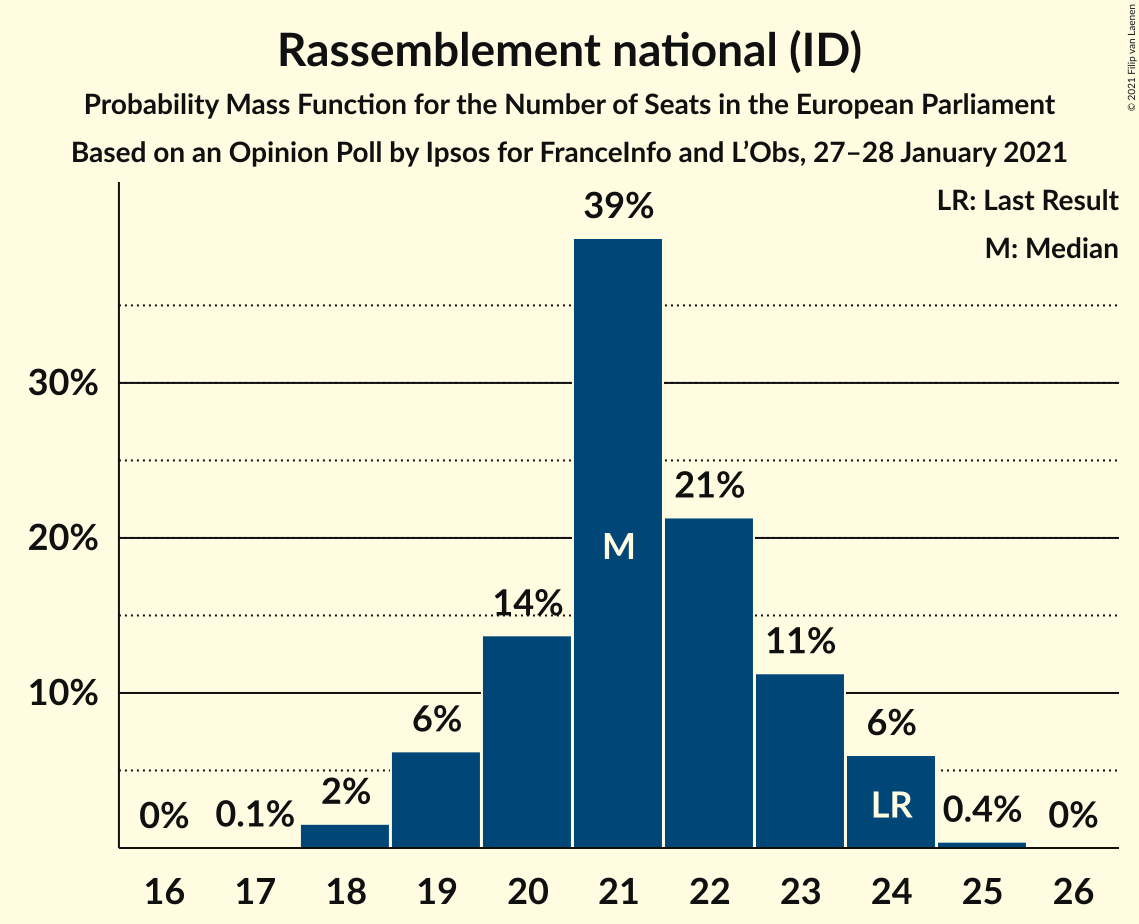 Rassemblement national (ID)
Probability Mass Function for the Number of Seats in the European Parliament
Based on an Opinion Poll by Ipsos for FranceInfo and L’Obs, 27–28 January 2021
© 2021 Filip van Laenen
LR: Last Result
M: Median
39%
30%
21%
20%
M
14%
11%
10%
6%
6%
2%
LR
0%
0.1%
0.4%
0%
16 17 18 19 20 21 22 23 24 25 26